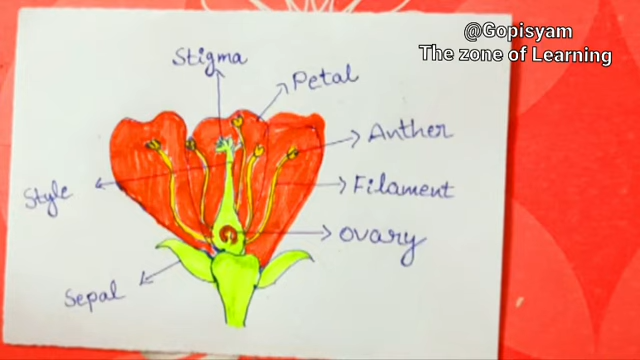 @Gopisyam
The zone of Learning
Stigma
Petal
Anther
Style
Filament
ovary
Sepal